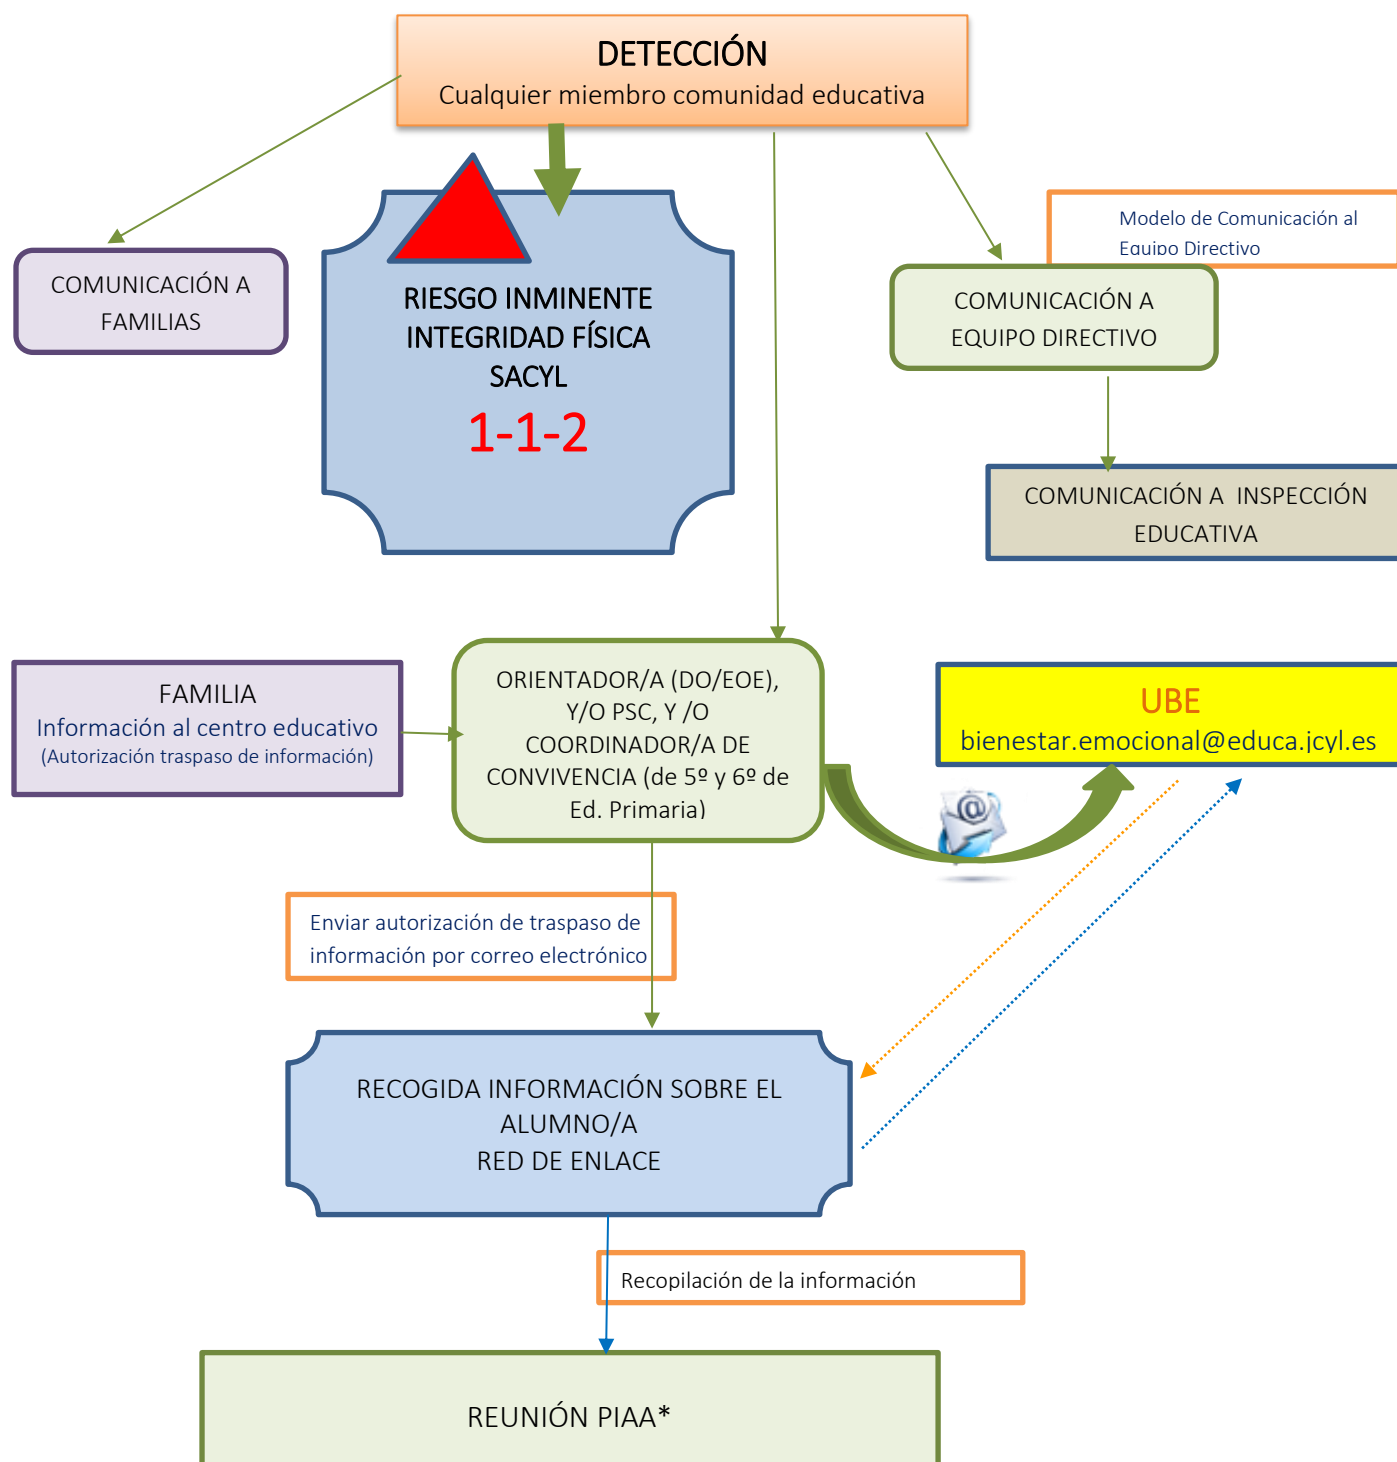 DETECCIÓN
Cualquier miembro comunidad educativa
Modelo de Comunicación al
Equipo Directivo
COMUNICACIÓN A
FAMILIAS
RIESGO INMINENTE
INTEGRIDAD FÍSICA
SACYL
1-1-2
COMUNICACIÓN A
EQUIPO DIRECTIVO
COMUNICACIÓN A INSPECCIÓN
EDUCATIVA
FAMILIA
Información al centro educativo
(Autorización traspaso de información)
ORIENTADOR/A (DO/EOE),
Y/O PSC, Y /O
COORDINADOR/A DE
CONVIVENCIA (de 5º y 6º de
Ed. Primaria)
UBE
bienestar.emocional@educa.jcyl.es
@
Enviar autorización de traspaso de
información por correo electrónico
RECOGIDA INFORMACIÓN SOBRE EL
ALUMNO/A
RED DE ENLACE
Recopilación de la información
REUNIÓN PIAA*